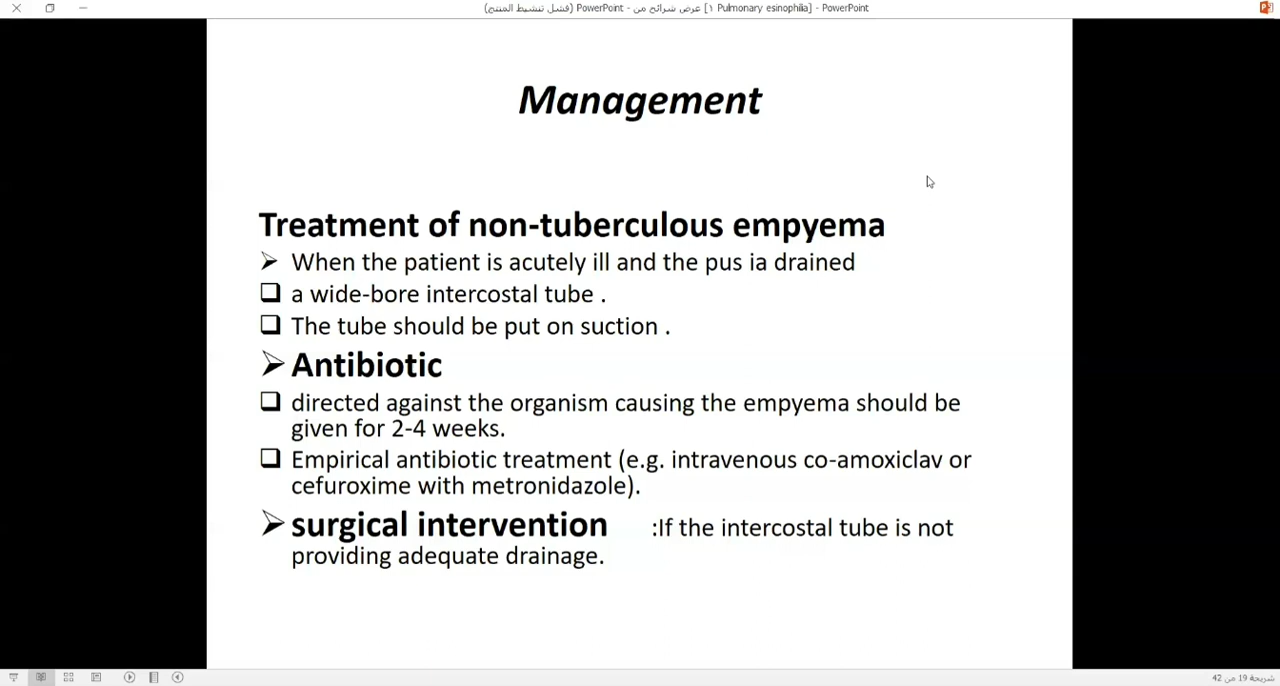 عرض شرائح من [١ Pulmonary esinophilia] - PowerPoint (فشل تنشيط المنتج) - PowerPoint
Management
Treatment of non-tuberculous empyema
➢ When the patient is acutely ill and the pus ia drained
❑ a wide-bore intercostal tube .
❑ The tube should be put on suction .
➢ Antibiotic
❑ directed against the organism causing the empyema should be
given for 2-4 weeks.
❑ Empirical antibiotic treatment (e.g. intravenous co-amoxiclav or
cefuroxime with metronidazole).
➢ surgical intervention :If the intercostal tube is not
providing adequate drainage.
شريحة 19 من 42